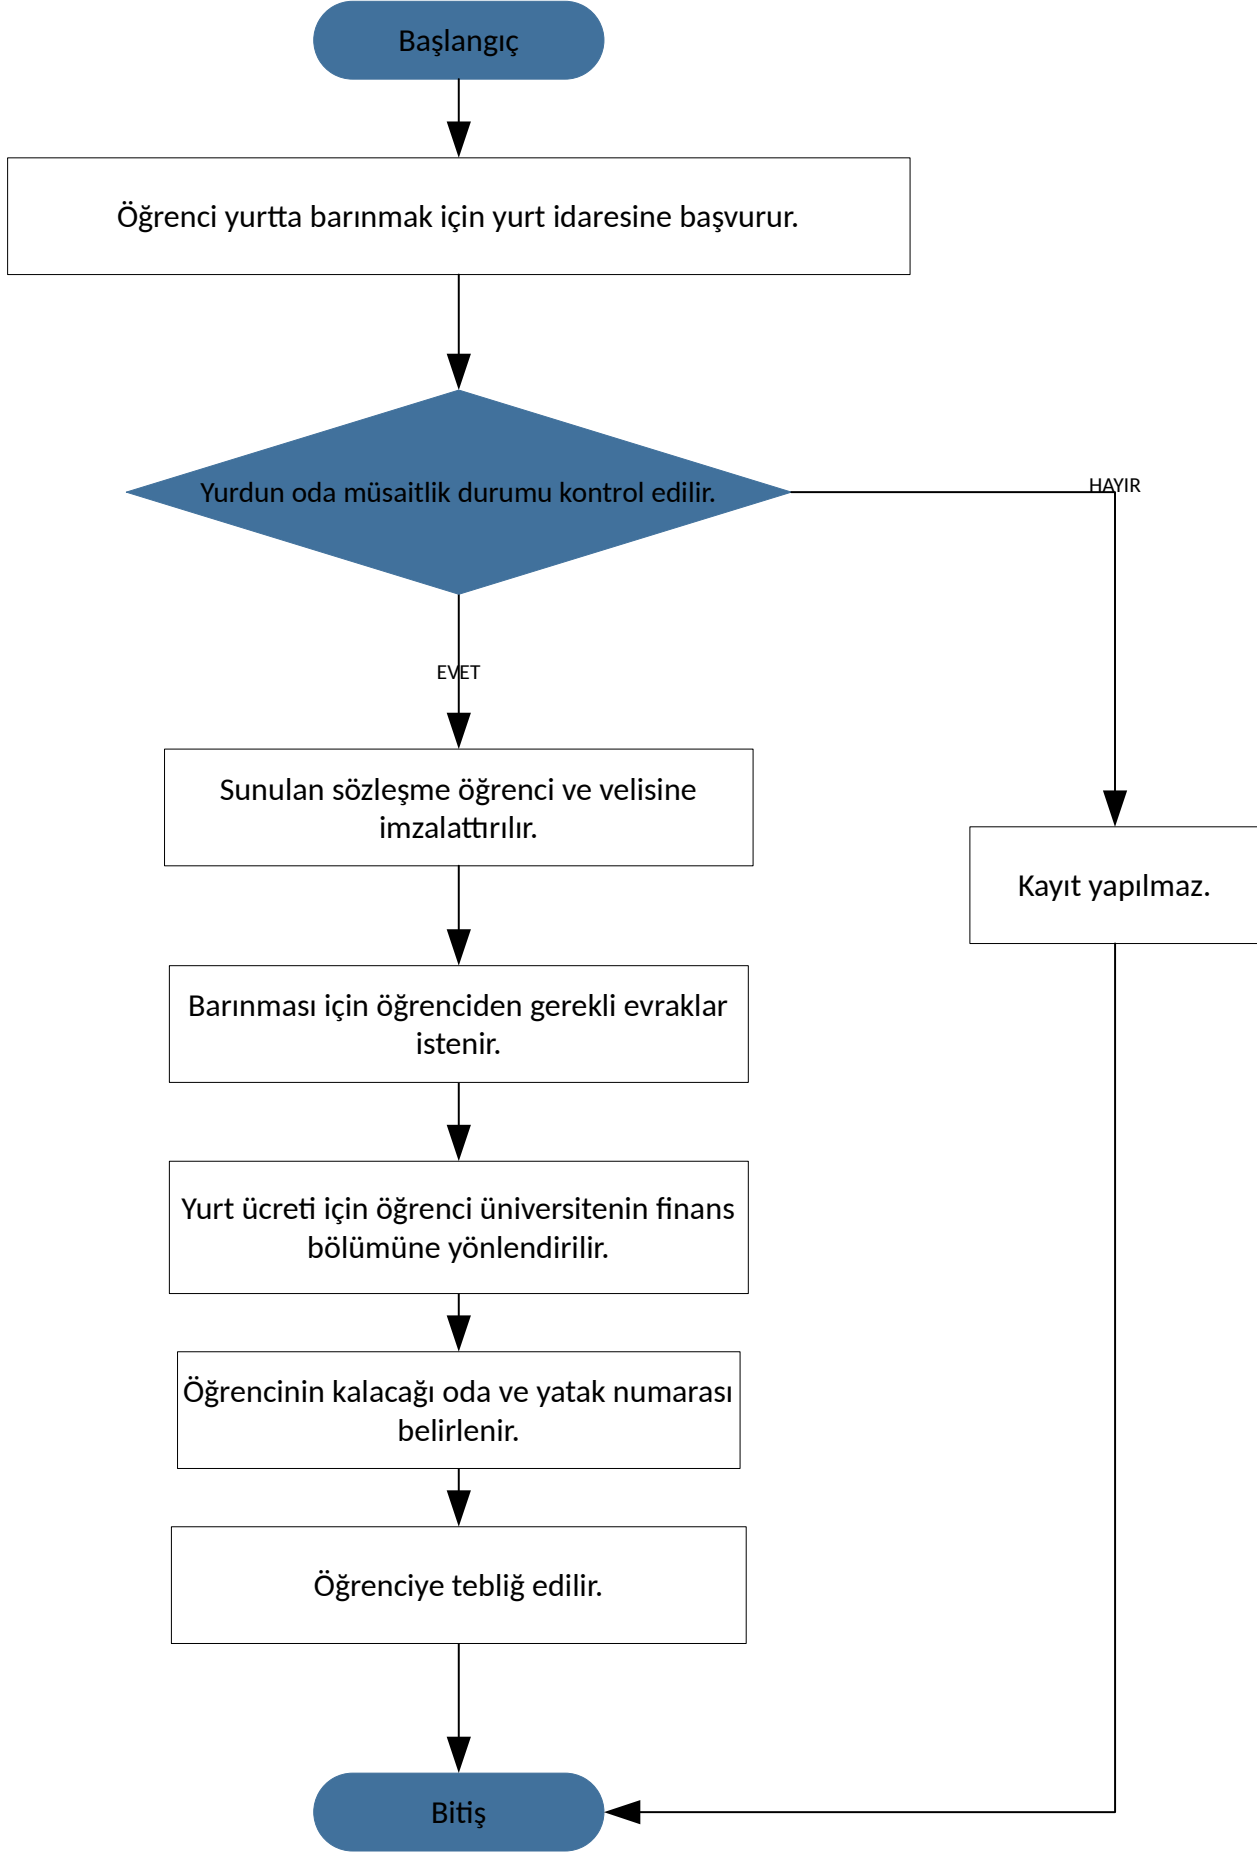 Başlangıç
Öğrenci yurtta barınmak için yurt idaresine başvurur.
Yurdun oda müsaitlik durumu kontrol edilir.
HAYIR
EVET
Sunulan sözleşme öğrenci ve velisine
imzalattırılır.
Kayıt yapılmaz.
Barınması için öğrenciden gerekli evraklar
istenir.
Yurt ücreti için öğrenci üniversitenin finans
bölümüne yönlendirilir.
Öğrencinin kalacağı oda ve yatak numarası
belirlenir.
Öğrenciye tebliğ edilir.
Bitiş